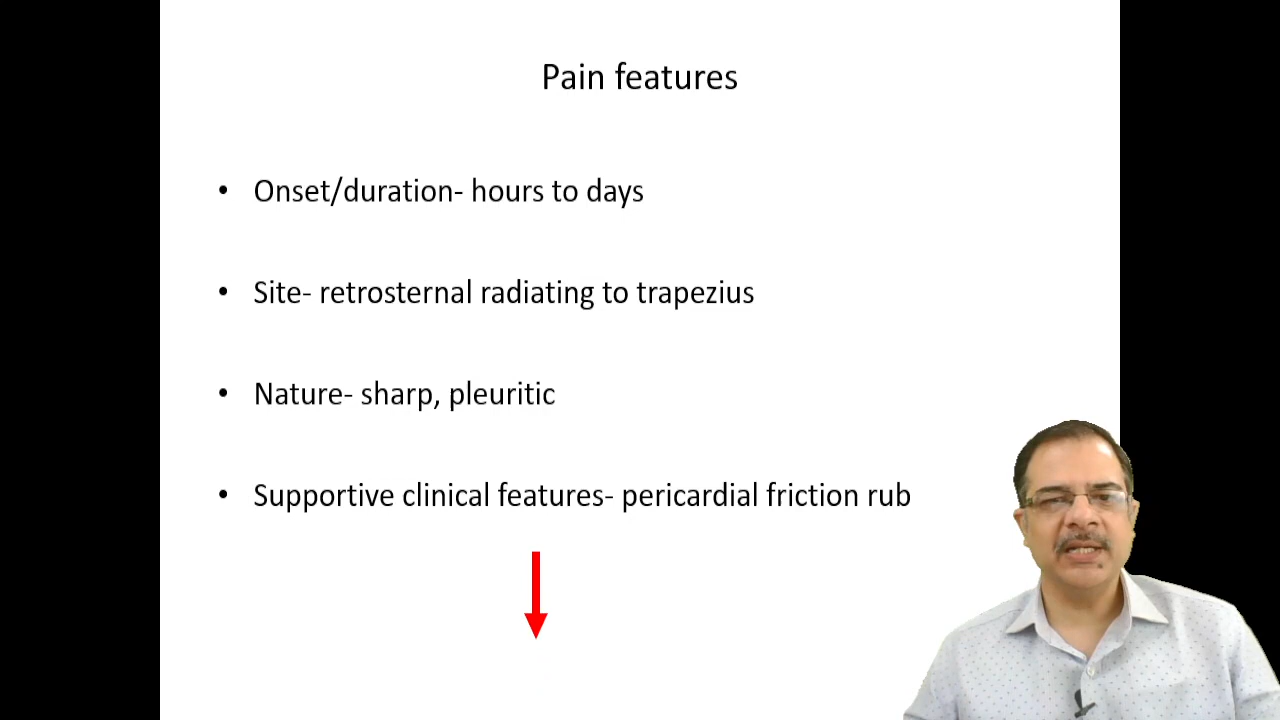 Pain features
• Onset/duration- hours to days
• Site- retrosternal radiating to trapezius
• Nature- sharp, pleuritic
• Supportive clinical features- pericardial friction rub